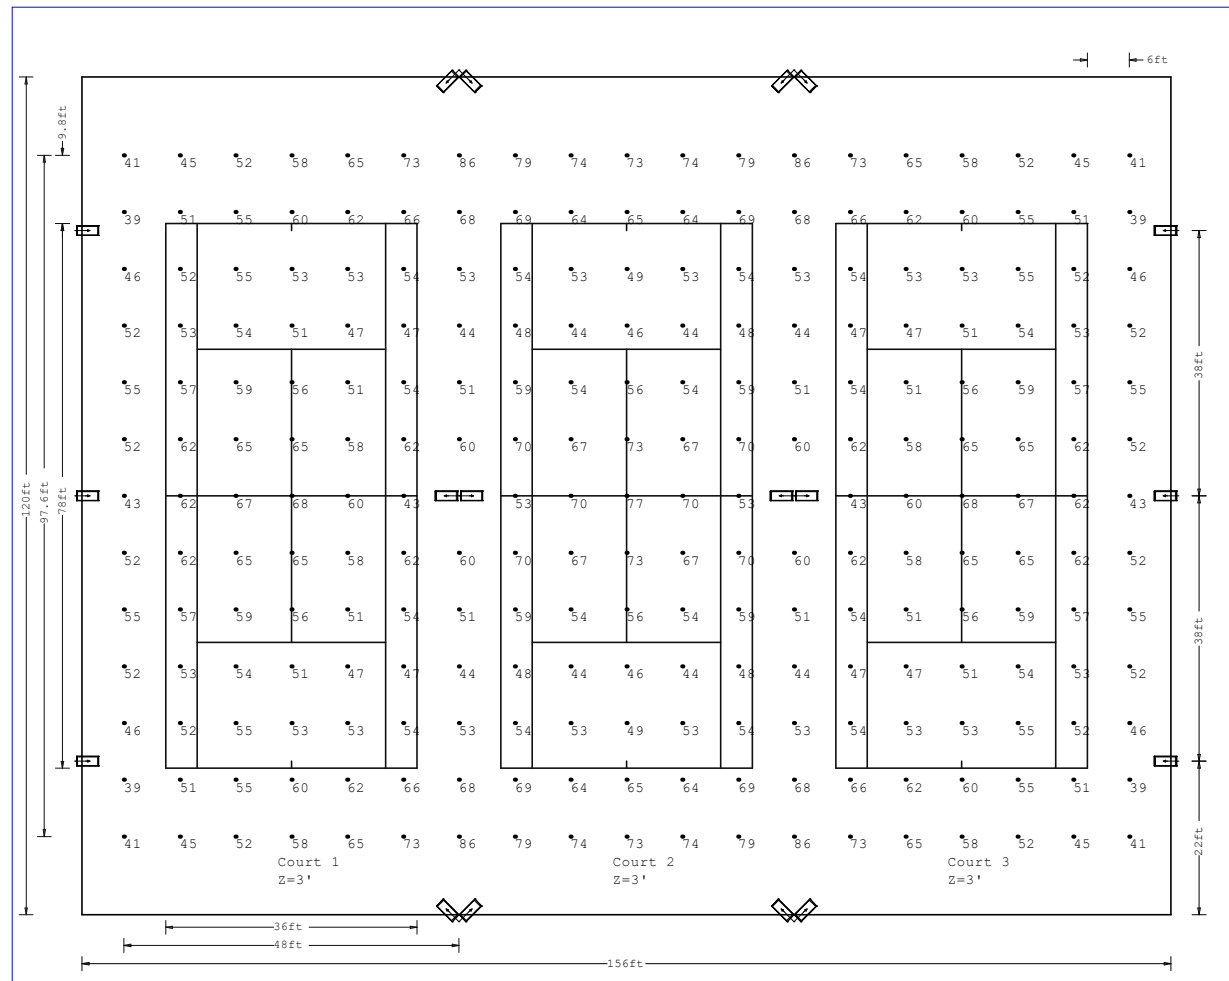 6ft
9.8ft
41 45 52 58 65 73 86 79 74 73 74 79 86 73 65 58 52 45 41
39 51 55 60 62 66 68 69 64 65 64 69 68 66 62 60 55 51 39
46 52 55 53 53 54 53 54 53 49 53 54 53 54 53 53 55 52 46
52 53 54 51 47 47 44 48 44 46 44 48 44 47 47 51 54 53 52
38ft
55 57 59 56 51 54 51 59 54 56 54 59 51 54 51 56 59 57 55
52 62 65 65 58 62 60 70 67 73 67 70 60 62 58 65 65 62 52
120ft
97.6ft
78ft
43 62 67 68 60 43 53 70 77 70 53 43 60 68 67 62 43
52 62 65 65 58 62 60 70 67 73 67 70 60 62 58 65 65 62 52
55 57 59 56 51 54 51 59 54 56 54 59 51 54 51 56 59 57 55
38ft
52 53 54 51 47 47 44 48 44 46 44 48 44 47 47 51 54 53 52
46 52 55 53 53 54 53 54 53 49 53 54 53 54 53 53 55 52 46
39 51 55 60 62 66 68 69 64 65 64 69 68 66 62 60 55 51 39
41 45 52 58 65 73 86 79 74 73 74 79 86 73 65 58 52 45 41
22ft
Court 1
Z=3'
Court 2
Z=3'
Court 3
Z=3'
36ft
48ft
156ft